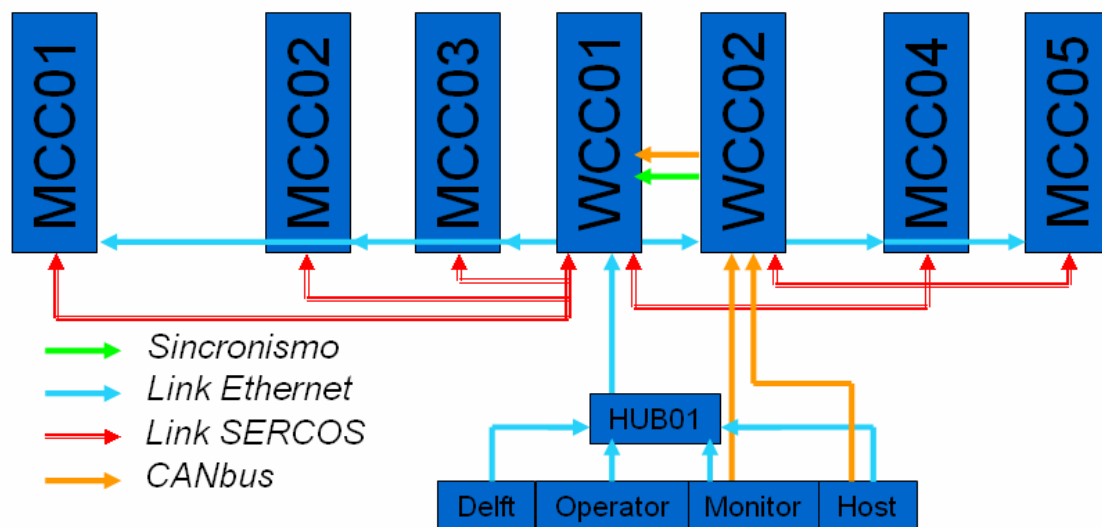 MCC01
MCC02
MCC03
WCC01
WCC02
MCC04
MCC05
Sincronismo
Link Ethernet
Link SERCOS
CANbus
HUB01
Delft
Operator
Monitor
Host